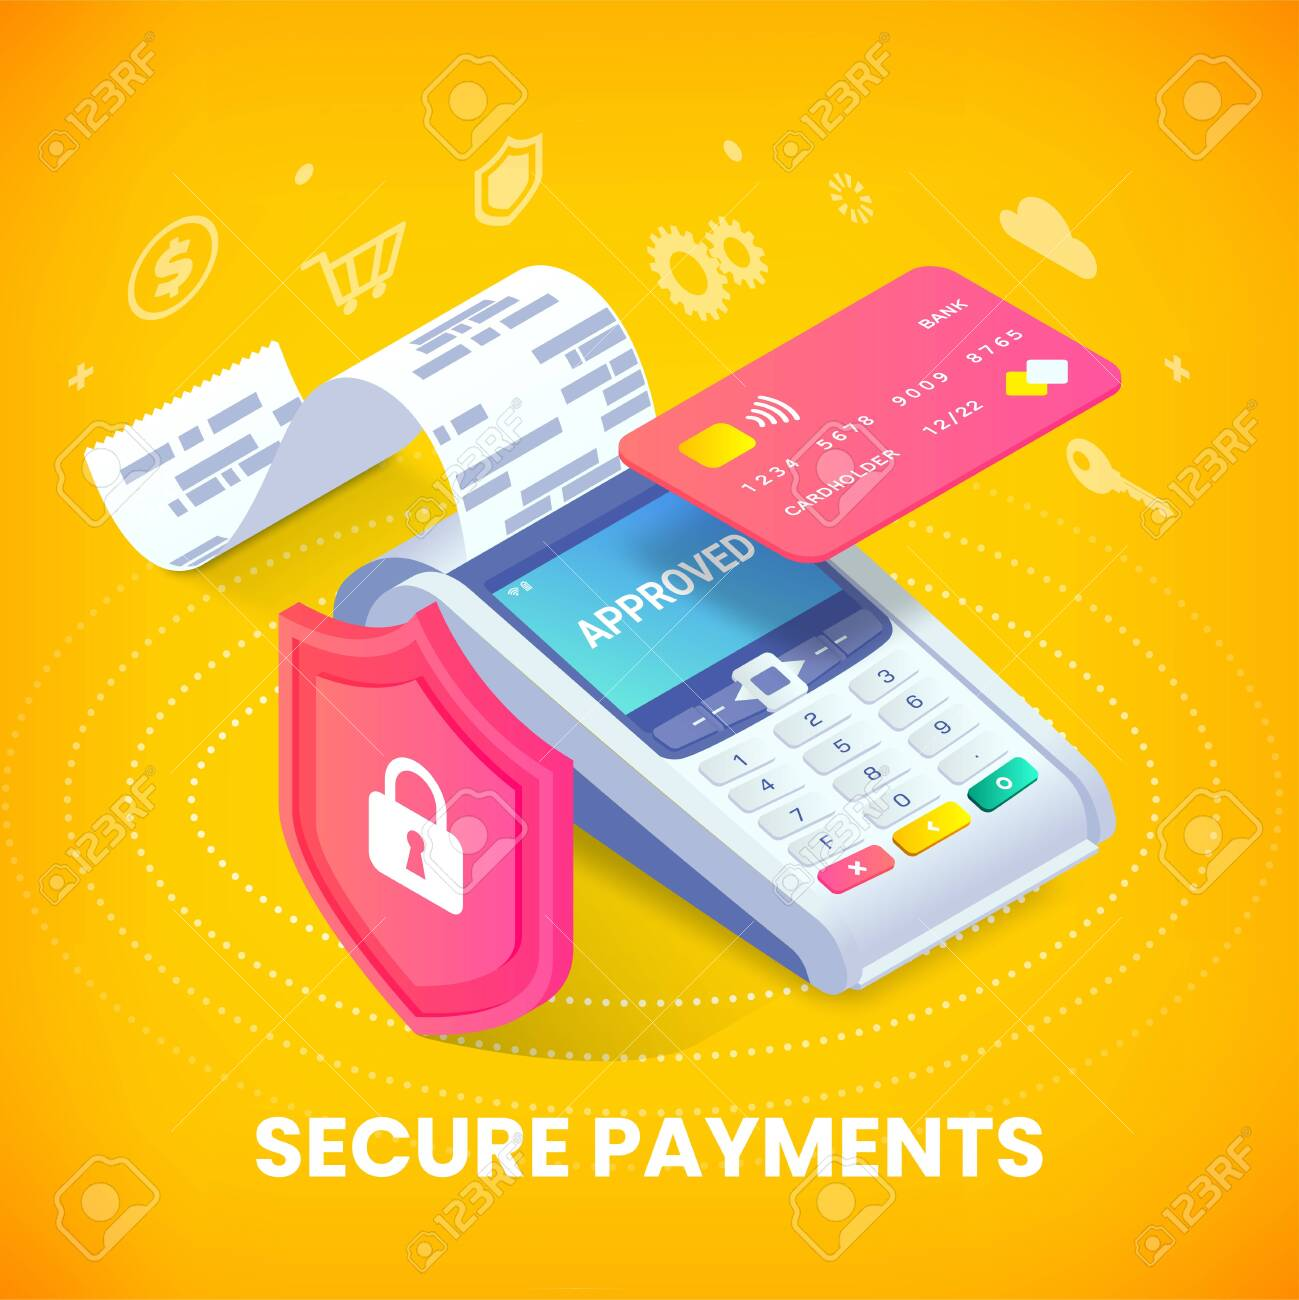 BANK
1234 5678 9009 8765
12/22
CARDHOLDER
APPROVED
1 2 3
4 5 6
7 8 9
F 0 .
SECURE PAYMENTS
123RF